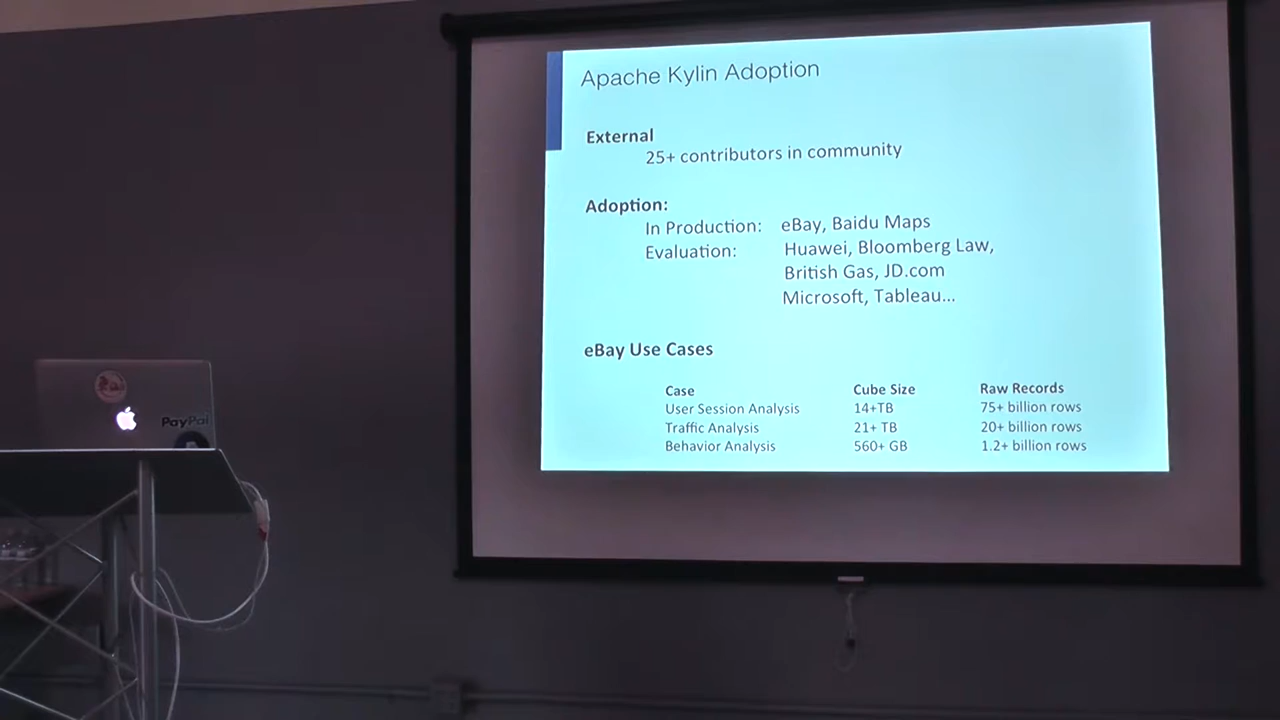 Apache Kylin Adoption
External
25+ contributors in community
Adoption:
In Production: eBay, Baidu Maps
Evaluation: Huawei, Bloomberg Law,
British Gas, JD.com
Microsoft, Tableau...
eBay Use Cases
Case Cube Size Raw Records
User Session Analysis 14+TB 75+ billion rows
Traffic Analysis 21+ TB 20+ billion rows
Behavior Analysis 560+ GB 1.2+ billion rows
PayPal